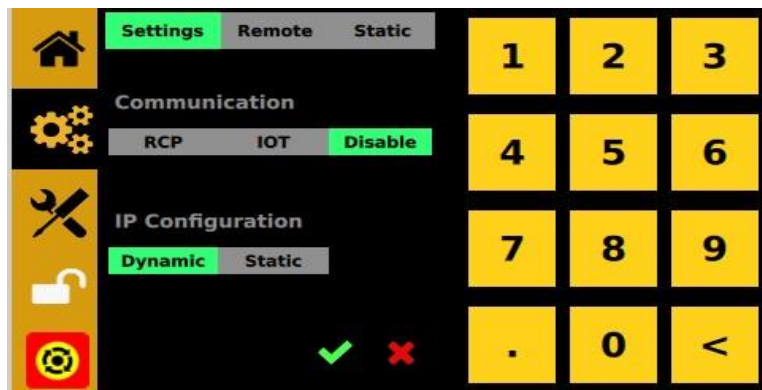 Settings Remote Static
Communication
RCP IOT Disable
IP Configuration
Dynamic Static
1 2 3
4 5 6
7 8 9
. 0 <